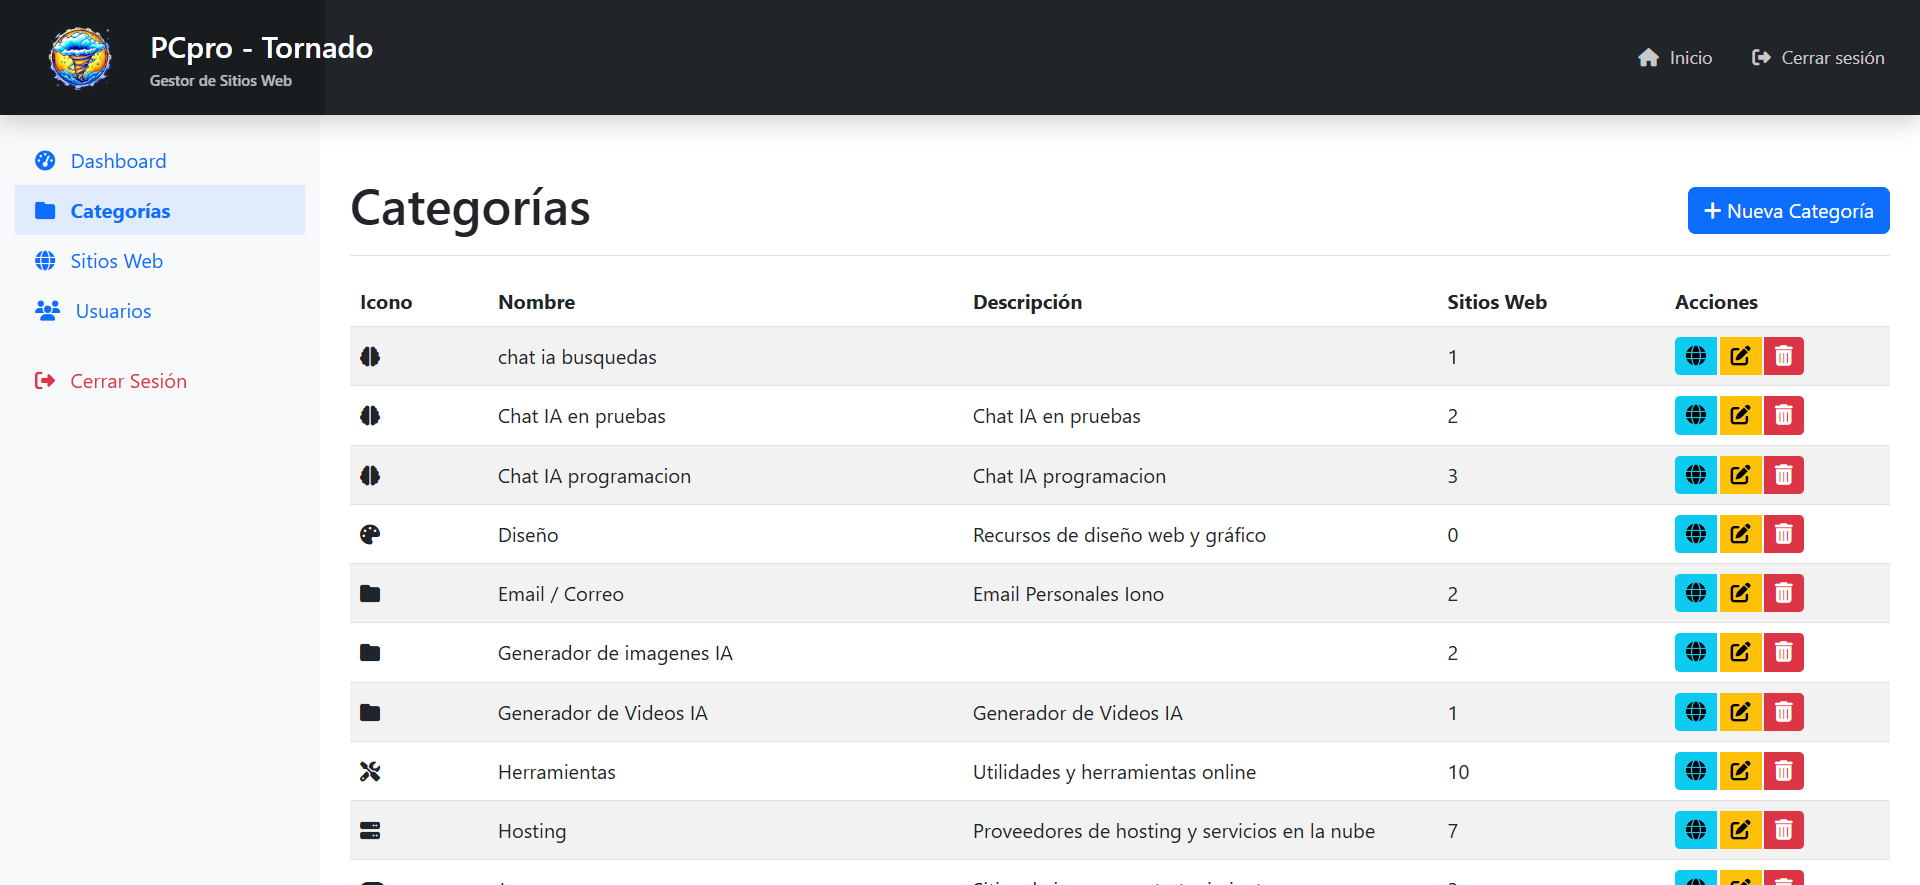 PCpro - Tornado
Gestor de Sitios Web
Inicio
Cerrar sesión
Dashboard
Categorías
Sitios Web
Usuarios
Cerrar Sesión
Categorías
Nueva Categoría
Icono Nombre Descripción Sitios Web Acciones
chat ia busquedas 1
Chat IA en pruebas Chat IA en pruebas 2
Chat IA programacion Chat IA programacion 3
Diseño Recursos de diseño web y gráfico 0
Email / Correo Email Personales Iono 2
Generador de imagenes IA 2
Generador de Videos IA Generador de Videos IA 1
Herramientas Utilidades y herramientas online 10
Hosting Proveedores de hosting y servicios en la nube 7